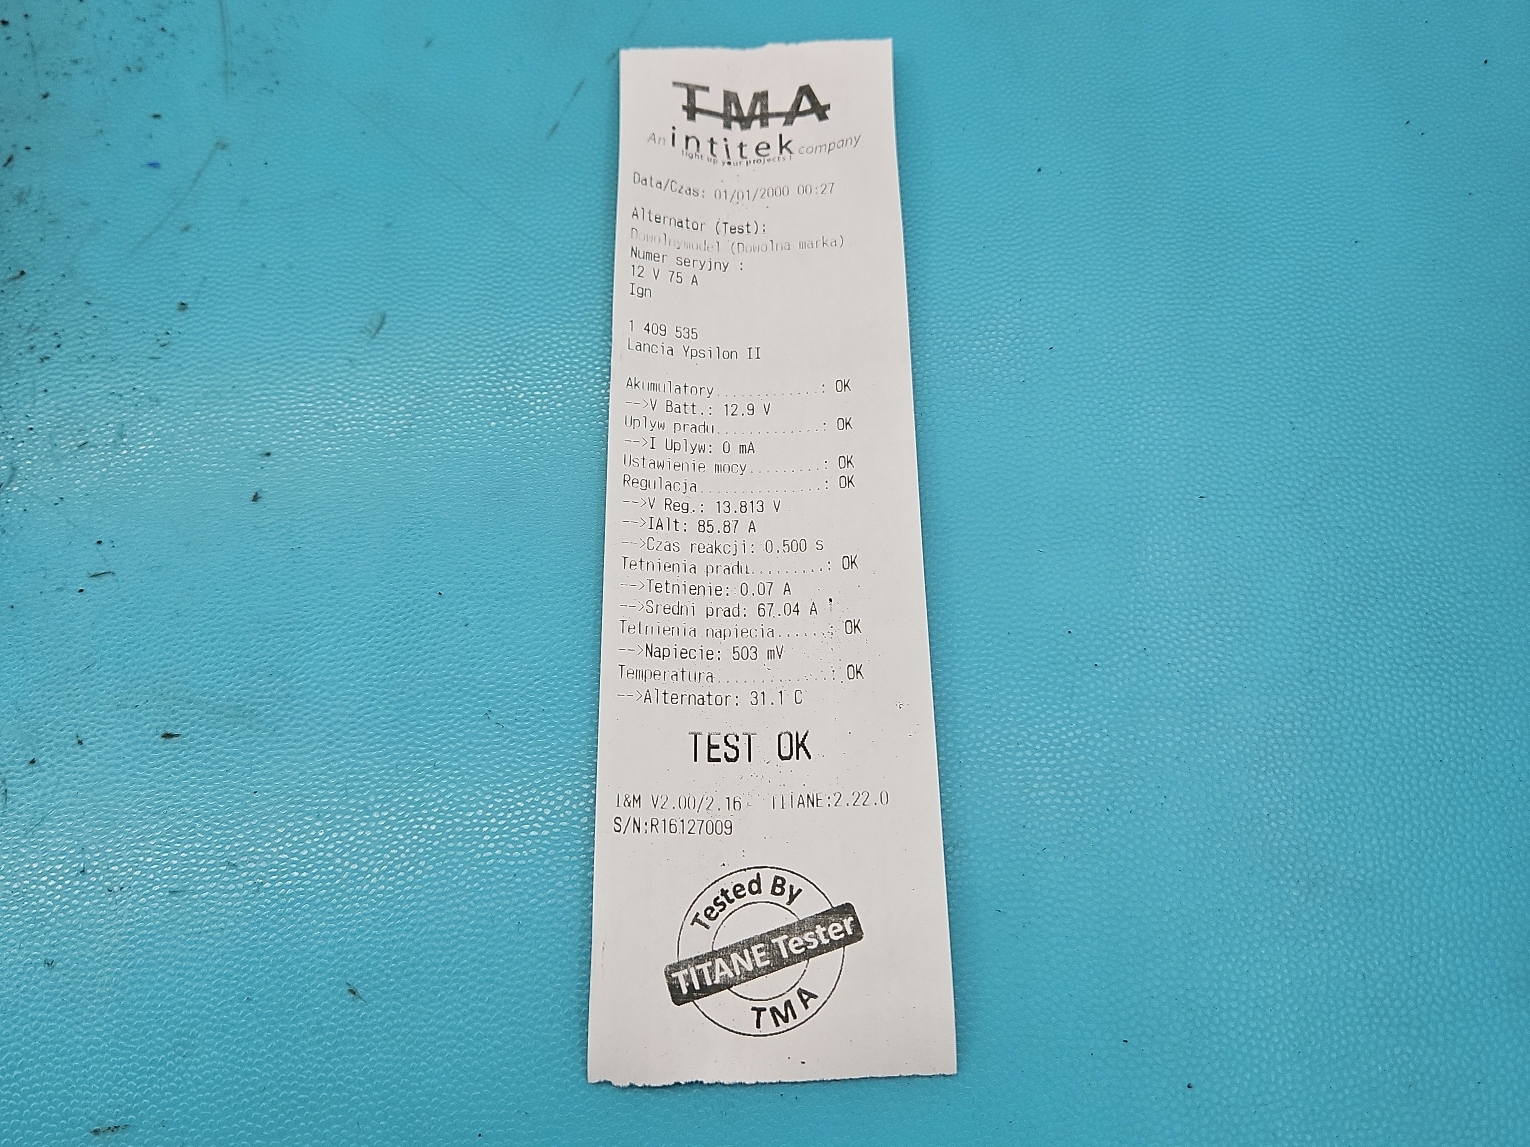 TMA
An intitek company
light up your projects !
Data/Czas: 01/01/2000 00:27
Alternator (Test):
Dowolnymodel (Dowolna marka)
Numer seryjny :
12 V 75 A
Ign
1 409 535
Lancia Ypsilon II
Akumulatory.............: OK
-->V Batt.: 12.9 V
Uplyw pradu.............: OK
-->I Uplyw: 0 mA
Ustawienie mocy.........: OK
Regulacja...............: OK
-->V Reg.: 13.813 V
-->IAlt: 85.87 A
-->Czas reakcji: 0.500 s
Tetnienia pradu.........: OK
-->Tetnienie: 0.07 A
-->Sredni prad: 67.04 A
Tetnienia napiecia......: OK
-->Napiecie: 503 mV
Temperatura.............: OK
-->Alternator: 31.1 C
TEST OK
I&M V2.00/2.16 TITANE:2.22.0
S/N:R16127009
Tested By
TITANE Tester
TMA